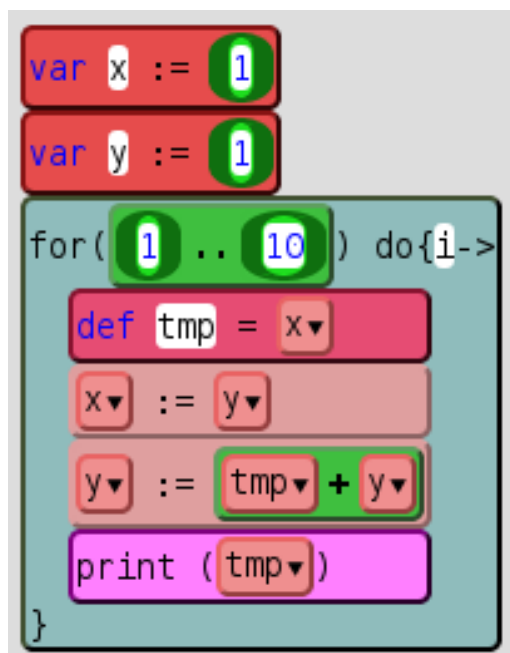 var x := 1
var y := 1
for(1 .. 10) do{i->
def tmp = x▾
x▾ := y▾
y▾ := tmp▾ + y▾
print (tmp▾)
}